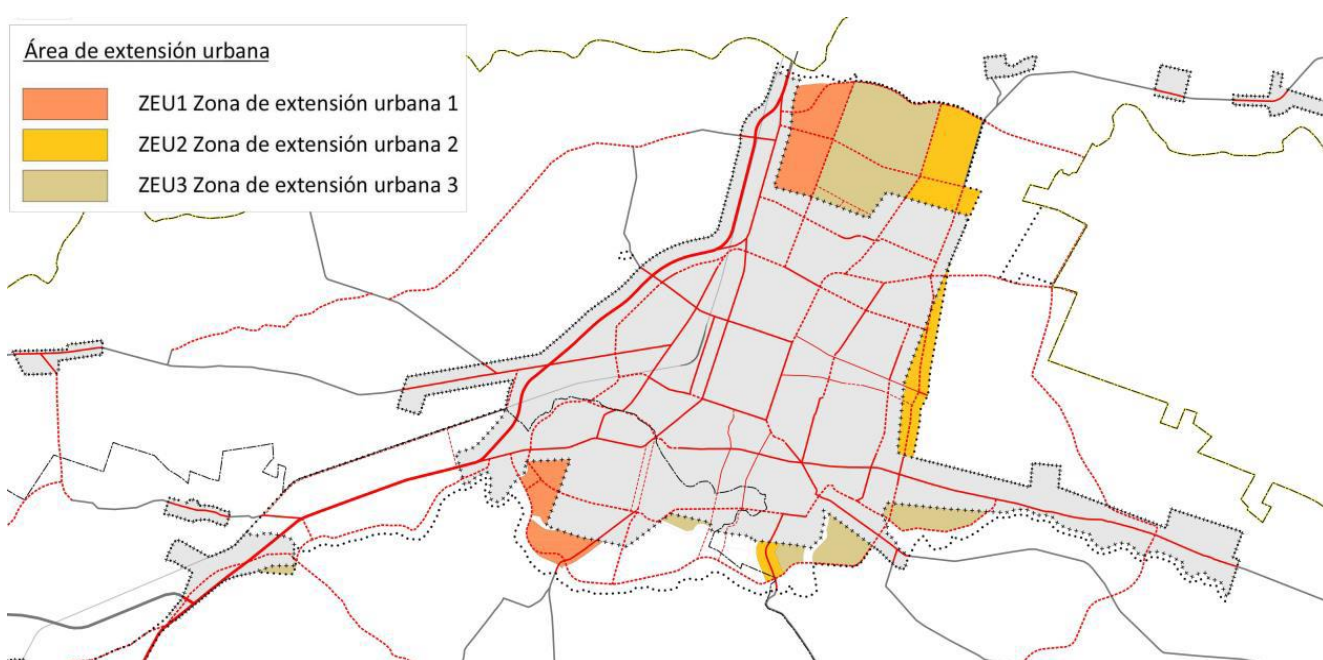 Área de extensión urbana
ZEU1 Zona de extensión urbana 1
ZEU2 Zona de extensión urbana 2
ZEU3 Zona de extensión urbana 3